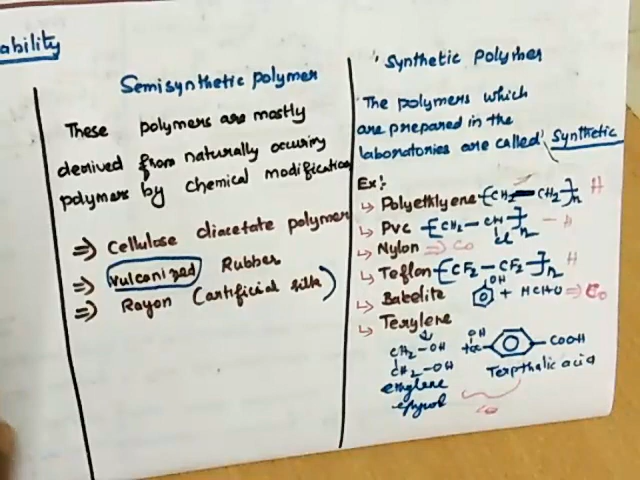 ability
Semisynthetic polymer
These polymers are mostly
derived from naturally occuring
polymers by chemical modification
⇒ Cellulose diacetate polymer
⇒ Vulcanized Rubber
⇒ Rayon (artificial silk)
Synthetic Polymer
The polymers which
are prepared in the
laboratories are called Synthetic
Ex:
↳ Polyethlyene -[CH2 — CH2]n H
↳ PVC -[CH2 - CH]n - H
Cl
↳ Nylon ⇒ Co
↳ Teflon -[CF2 - CF2]n H
OH
↳ Bakelite + HCHO ⇒ Co
↳ Terylene
CH2 - OH
CH2 - OH
ethylene
OH
COOH
Terpthalic acid
Co